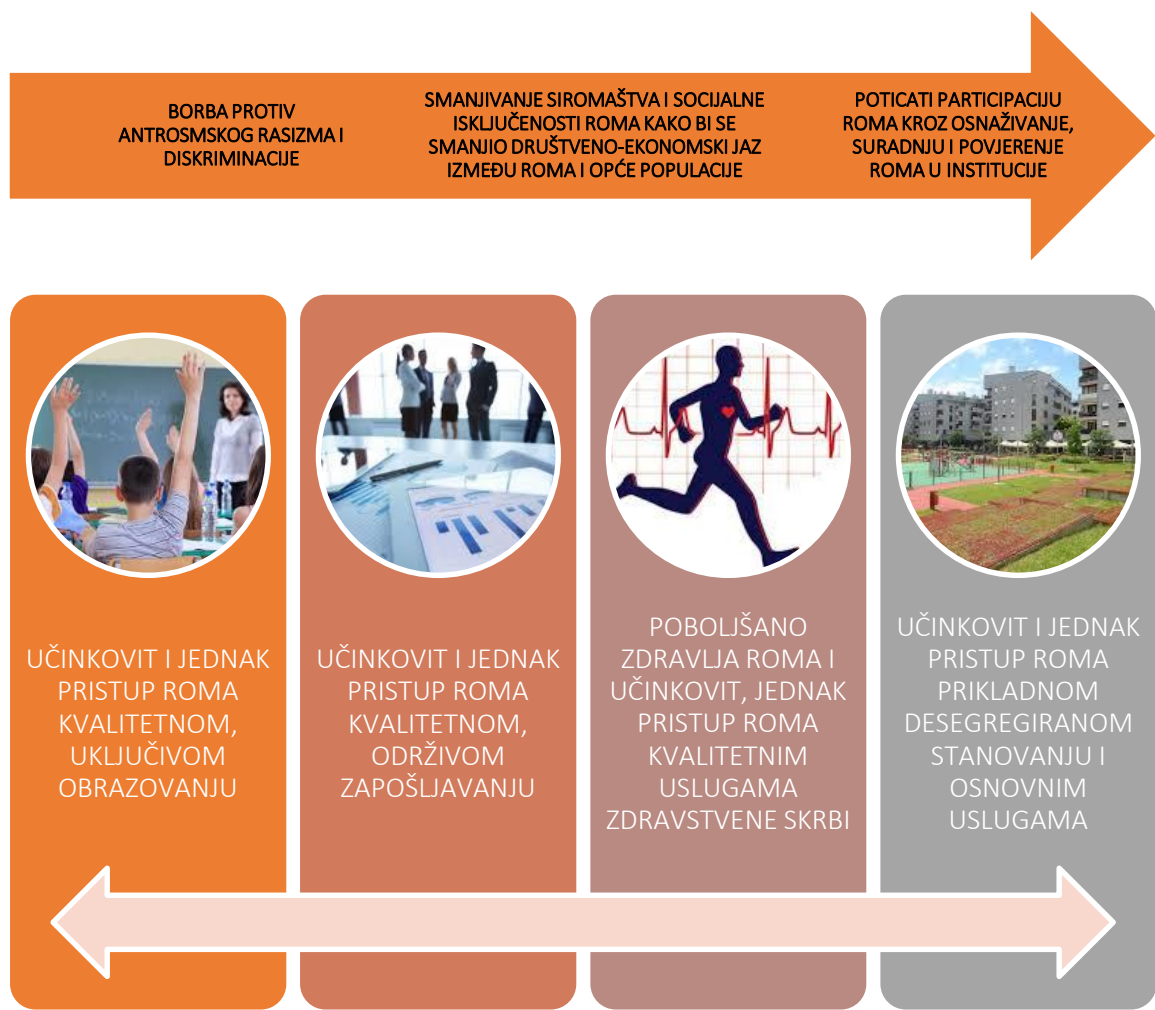 BORBA PROTIV
ANTROSMSKOG RASIZMA I
DISKRIMINACIJE
SMANJIVANJE SIROMAŠTVA I SOCIJALNE
ISKLJUČENOSTI ROMA KAKO BI SE
SMANJIO DRUŠTVENO-EKONOMSKI JAZ
IZMEĐU ROMA I OPĆE POPULACIJE
POTICATI PARTICIPACIJU
ROMA KROZ OSNAŽIVANJE,
SURADNJU I POVJERENJE
ROMA U INSTITUCIJE
UČINKOVIT I JEDNAK
PRISTUP ROMA
KVALITETNOM,
UKLJUČIVOM
OBRAZOVANJU
UČINKOVIT I JEDNAK
PRISTUP ROMA
KVALITETNOM,
ODRŽIVOM
ZAPOŠLJAVANJU
POBOLJŠANO
ZDRAVLJA ROMA I
UČINKOVIT, JEDNAK
PRISTUP ROMA
KVALITETNIM
USLUGAMA
ZDRAVSTVENE SKRBI
UČINKOVIT I JEDNAK
PRISTUP ROMA
PRIKLADNOM
DESEGREGIRANOM
STANOVANJU I
OSNOVNIM
USLUGAMA